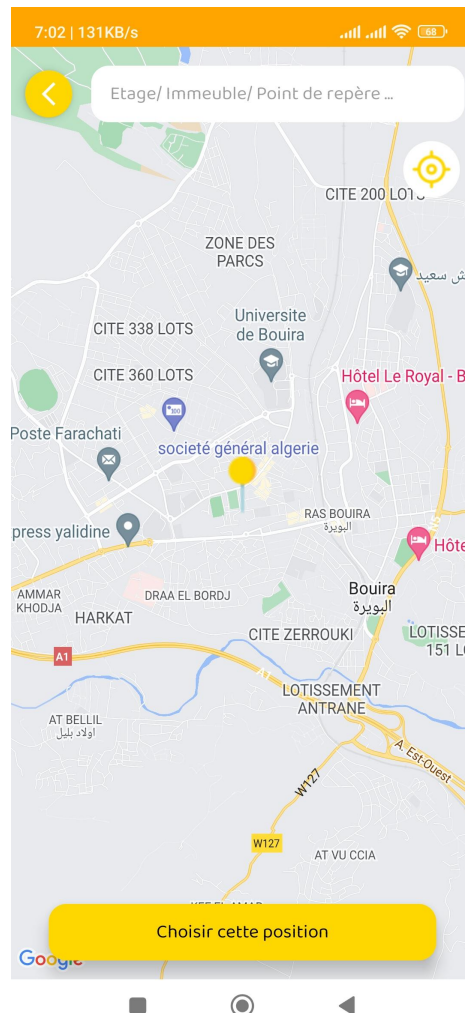 7:02 | 131KB/s
68
Etage/ Immeuble/ Point de repère ...
CITE 200 LOTS
ZONE DES
PARCS
ش سعيد
Universite
de Bouira
CITE 338 LOTS
CITE 360 LOTS
Hôtel Le Royal - B
Poste Farachati
societé général algerie
RAS BOUIRA
البويرة
press yalidine
Hôte
AMMAR
KHODJA
DRAA EL BORDJ
Bouira
البويرة
HARKAT
CITE ZERROUKI
LOTISSE
151 L
A1
A1
LOTISSEMENT
ANTRANE
AT BELLIL
اولاد بليل
A. Est-Ouest
W127
W127
AT VU CCIA
Choisir cette position
Google